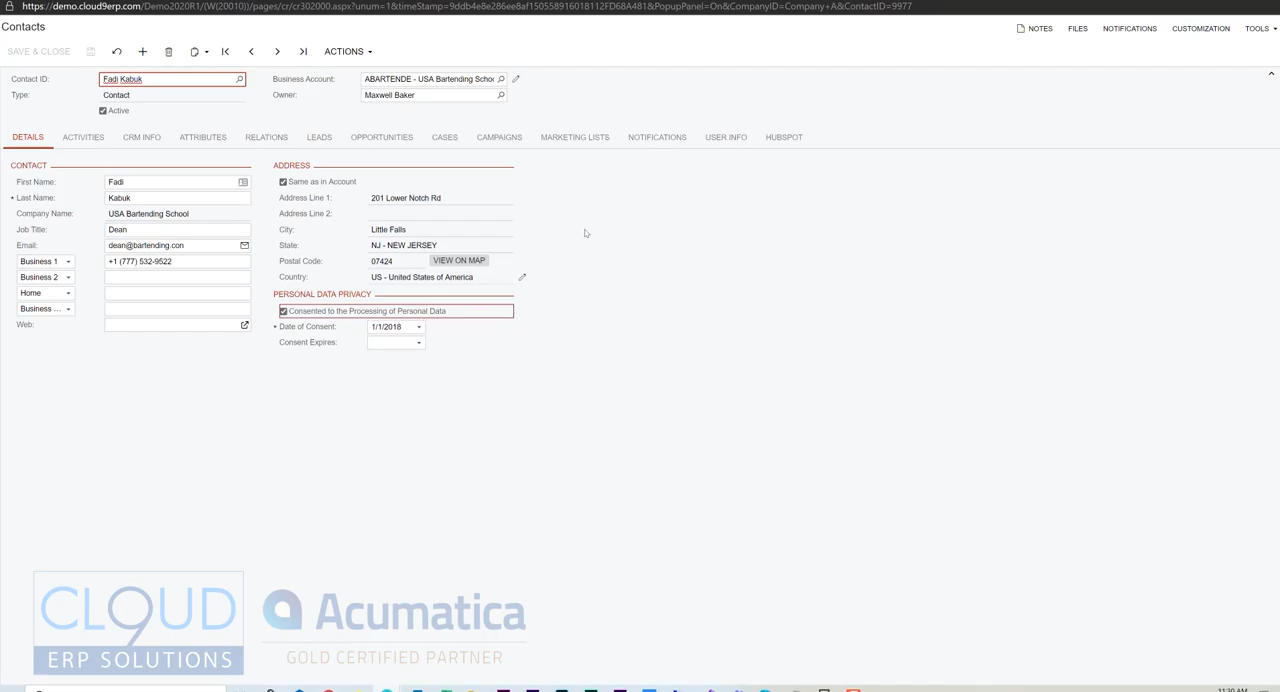 https://demo.cloud9erp.com/Demo2020R1/(W(20010))/pages/cr/cr302000.aspx?unum=1&timeStamp=9ddb4e8e286ee8af150558916018112FD68A481&PopupPanel=On&CompanyID=Company+A&ContactID=9977
Contacts
NOTES FILES NOTIFICATIONS CUSTOMIZATION TOOLS
SAVE & CLOSE ACTIONS
Contact ID: Fadi Kabuk
Business Account: ABARTENDE - USA Bartending Schoo
Type: Contact
Owner: Maxwell Baker
Active
DETAILS ACTIVITIES CRM INFO ATTRIBUTES RELATIONS LEADS OPPORTUNITIES CASES CAMPAIGNS MARKETING LISTS NOTIFICATIONS USER INFO HUBSPOT
CONTACT
First Name: Fadi
Last Name: Kabuk
Company Name: USA Bartending School
Job Title: Dean
Email: dean@bartending.con
Business 1 +1 (777) 532-9522
Business 2
Home
Business ...
Web:
ADDRESS
Same as in Account
Address Line 1: 201 Lower Notch Rd
Address Line 2:
City: Little Falls
State: NJ - NEW JERSEY
Postal Code: 07424 VIEW ON MAP
Country: US - United States of America
PERSONAL DATA PRIVACY
Consented to the Processing of Personal Data
Date of Consent: 1/1/2018
Consent Expires:
CLOUD9
ERP SOLUTIONS
Acumatica
GOLD CERTIFIED PARTNER
11:30 AM